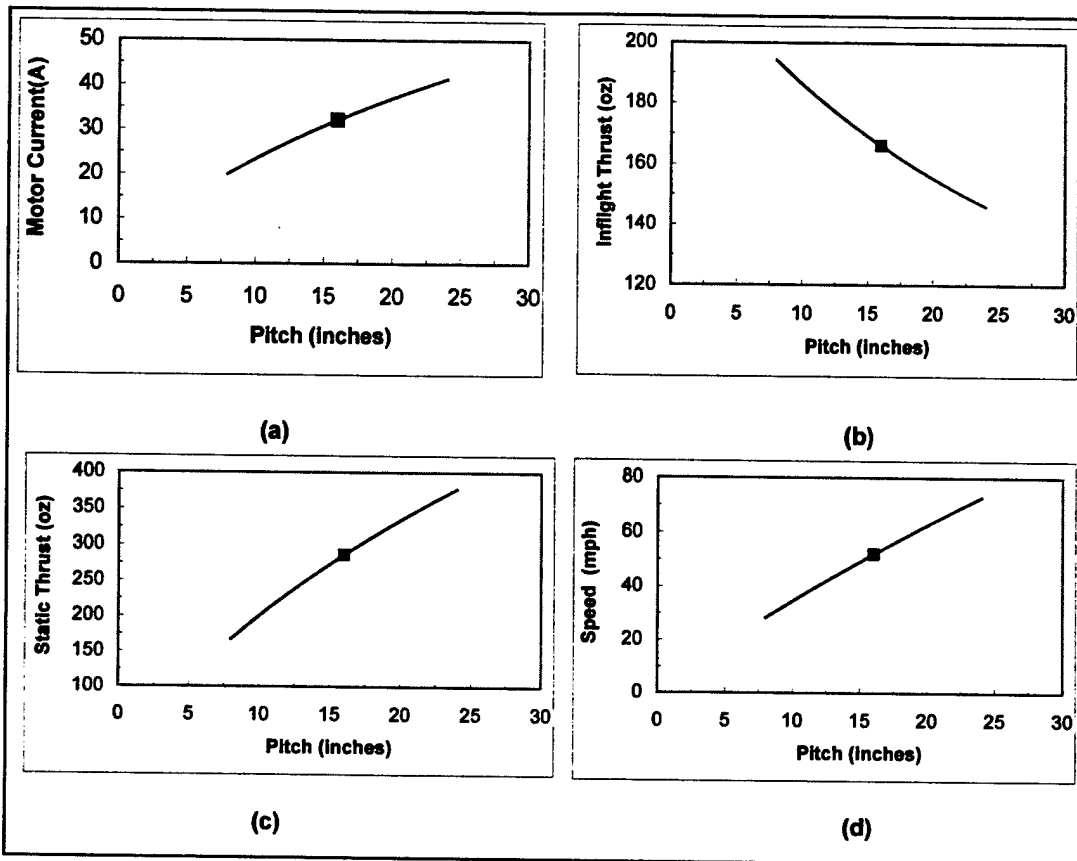 Motor Current(A)
50
40
30
20
10
0
0 5 10 15 20 25 30
Pitch (inches)
(a)
Inflight Thrust (oz)
200
180
160
140
120
0 5 10 15 20 25 30
Pitch (inches)
(b)
Static Thrust (oz)
400
350
300
250
200
150
100
0 5 10 15 20 25 30
Pitch (inches)
(c)
Speed (mph)
80
60
40
20
0
0 5 10 15 20 25 30
Pitch (inches)
(d)